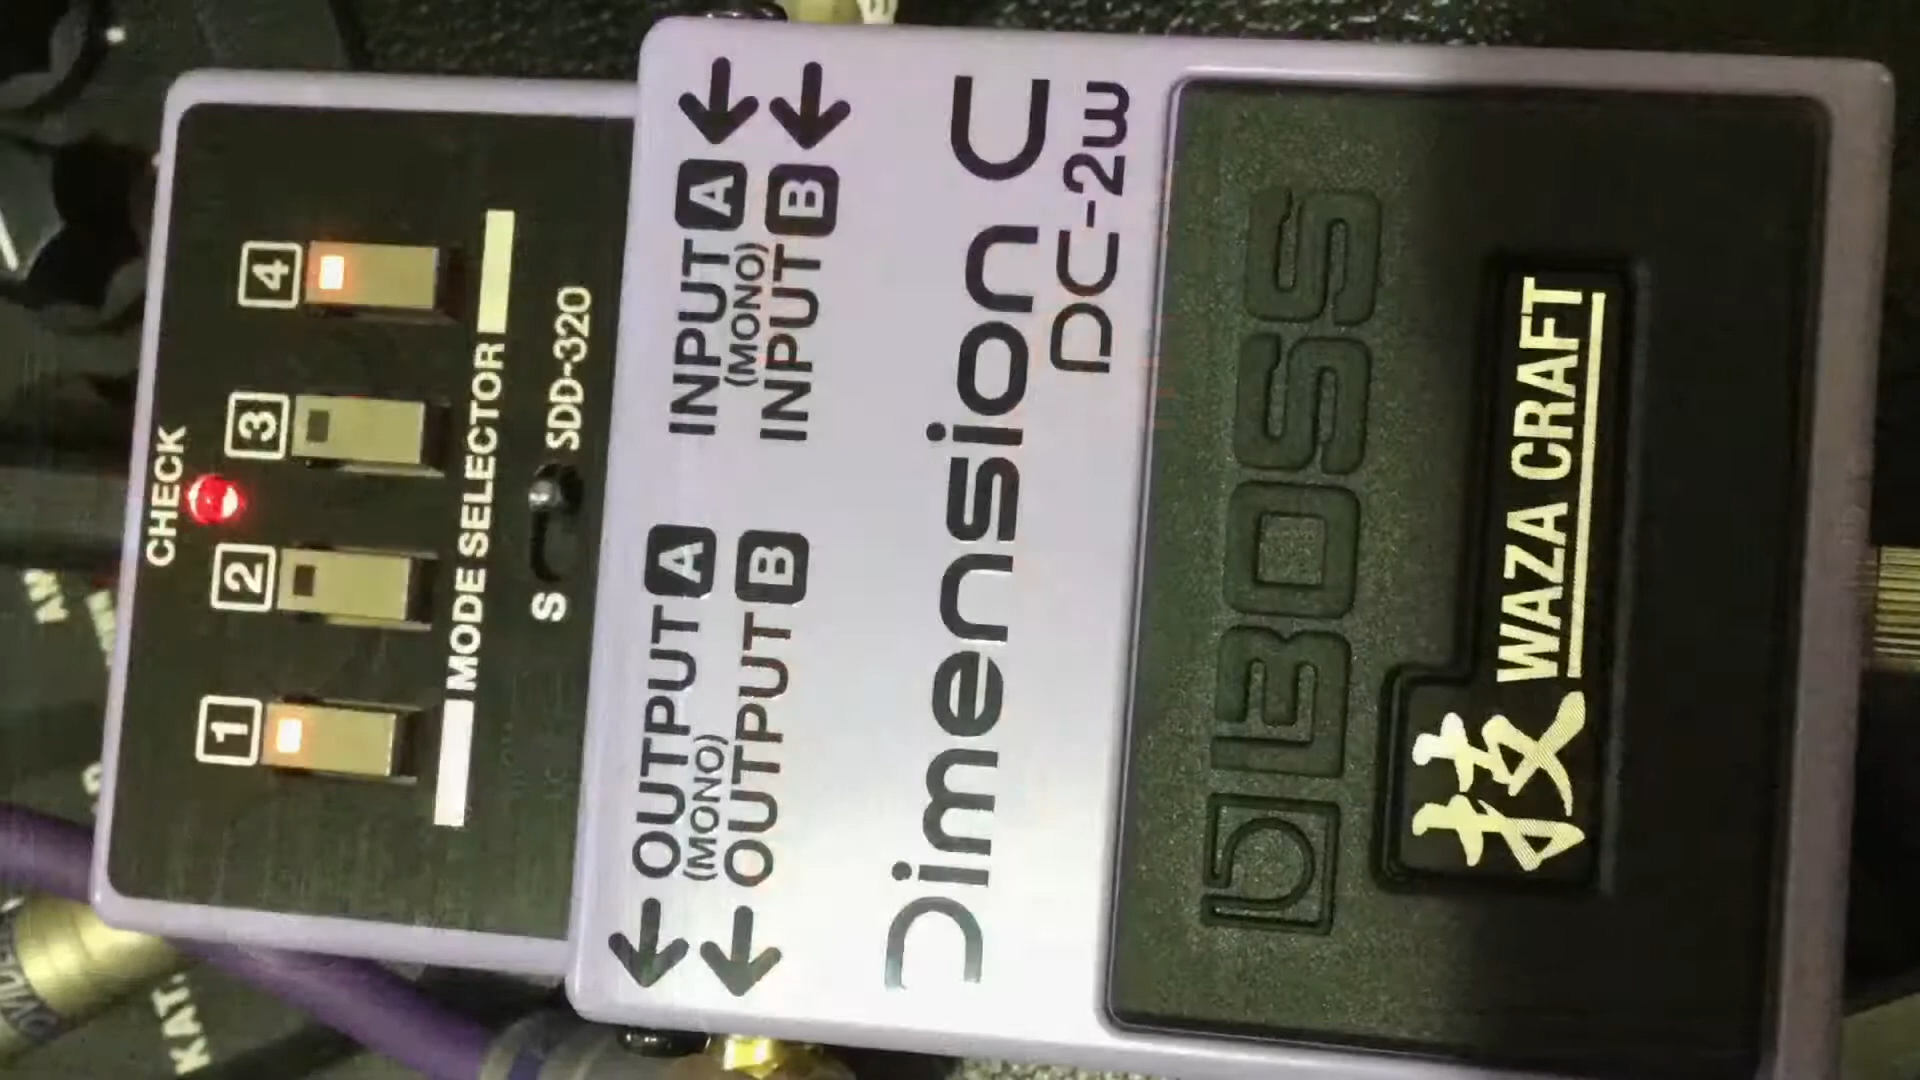 CHECK
1 2 3 4
MODE SELECTOR
S SDD-320
← OUTPUT A INPUT A ←
(MONO) (MONO)
← OUTPUT B INPUT B ←
Dimension C
DC-2w
BOSS
技 WAZA CRAFT
KAT.